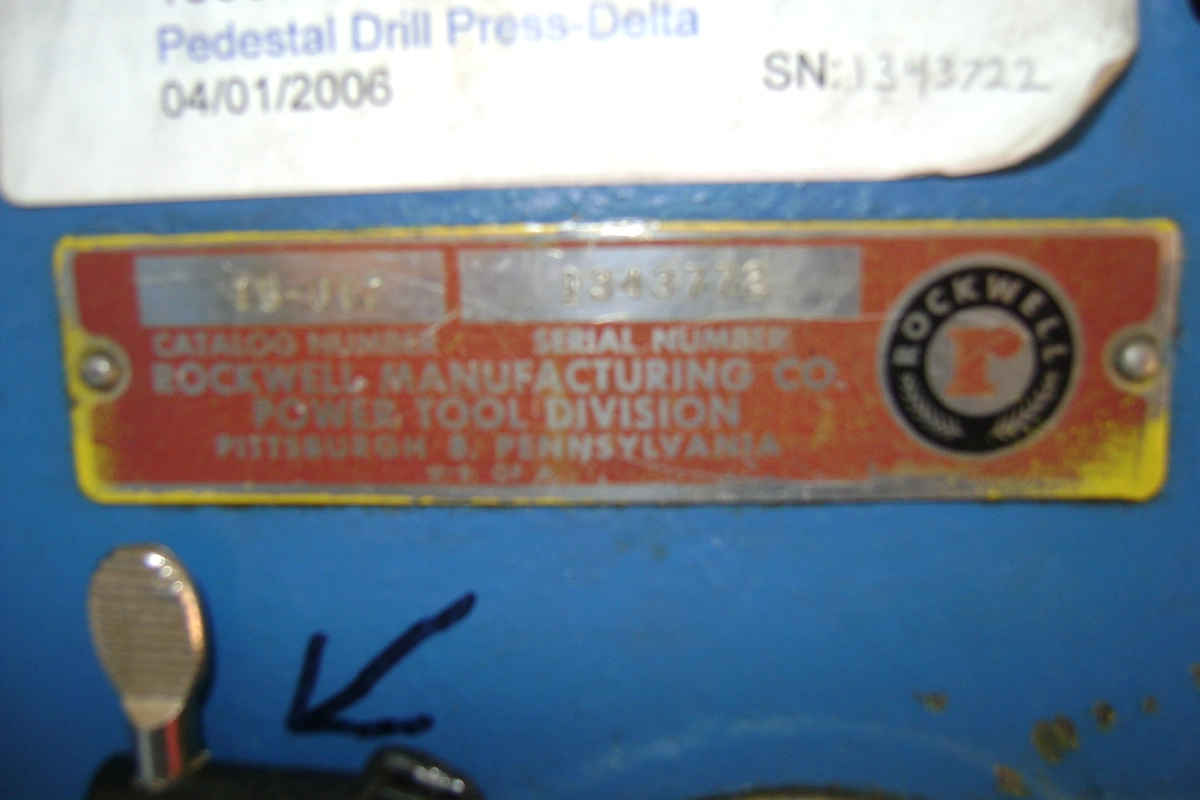 Pedestal Drill Press-Delta
04/01/2006
SN: 1343722
CATALOG NUMBER SERIAL NUMBER
ROCKWELL MANUFACTURING CO.
POWER TOOL DIVISION
PITTSBURGH 8, PENNSYLVANIA
ROCKWELL
r